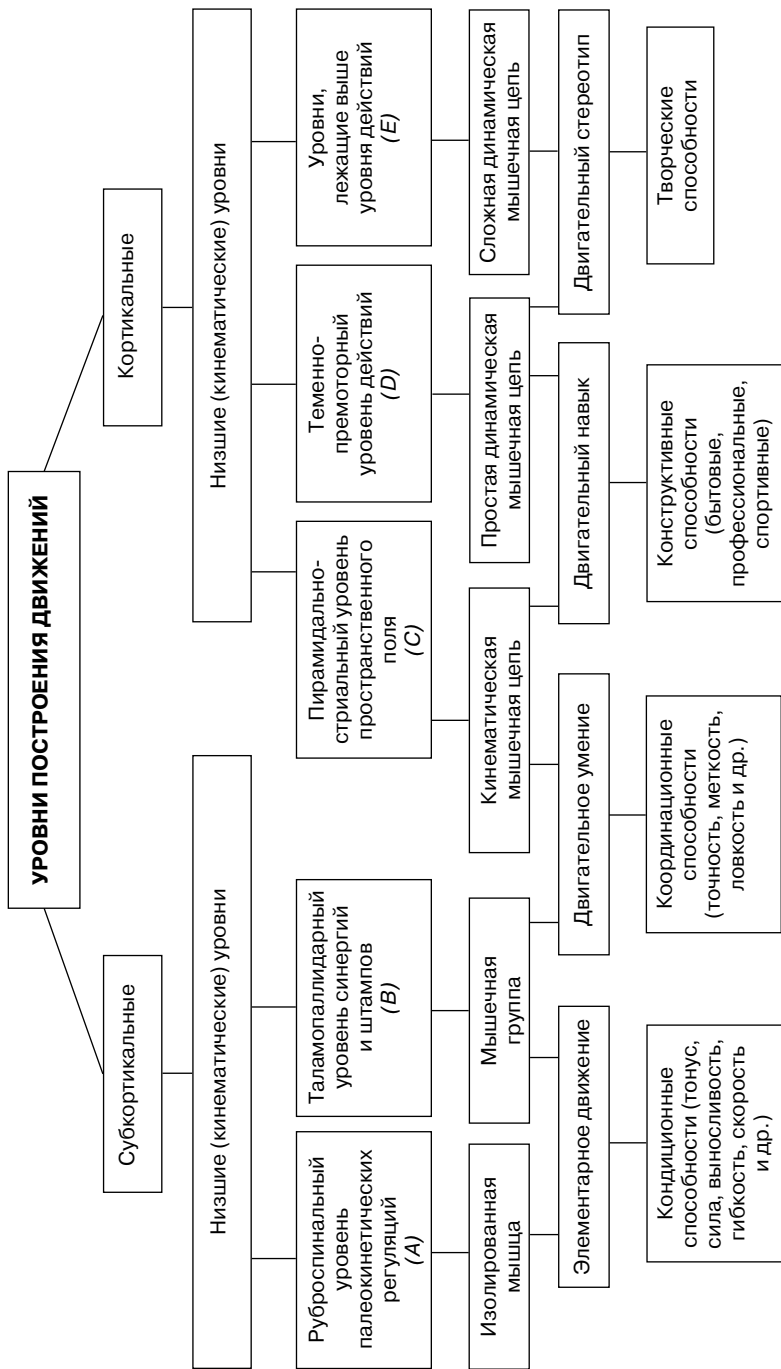 УРОВНИ ПОСТРОЕНИЯ ДВИЖЕНИЙ
Субкортикальные
Кортикальные
Низшие (кинематические) уровни
Низшие (кинематические) уровни
Руброспинальный
уровень
палеокинетических
регуляций
(A)
Таламопаллидарный
уровень синергий
и штампов
(B)
Пирамидально-
стриальный уровень
пространственного
поля
(C)
Теменно-
премоторный
уровень действий
(D)
Уровни,
лежащие выше
уровня действий
(E)
Изолированная
мышца
Мышечная
группа
Кинематическая
мышечная цепь
Простая динамическая
мышечная цепь
Сложная динамическая
мышечная цепь
Элементарное движение
Двигательное умение
Двигательный навык
Двигательный стереотип
Кондиционные
способности (тонус,
сила, выносливость,
гибкость, скорость
и др.)
Координационные
способности
(точность, меткость,
ловкость и др.)
Конструктивные
способности
(бытовые,
профессиональные,
спортивные)
Творческие
способности